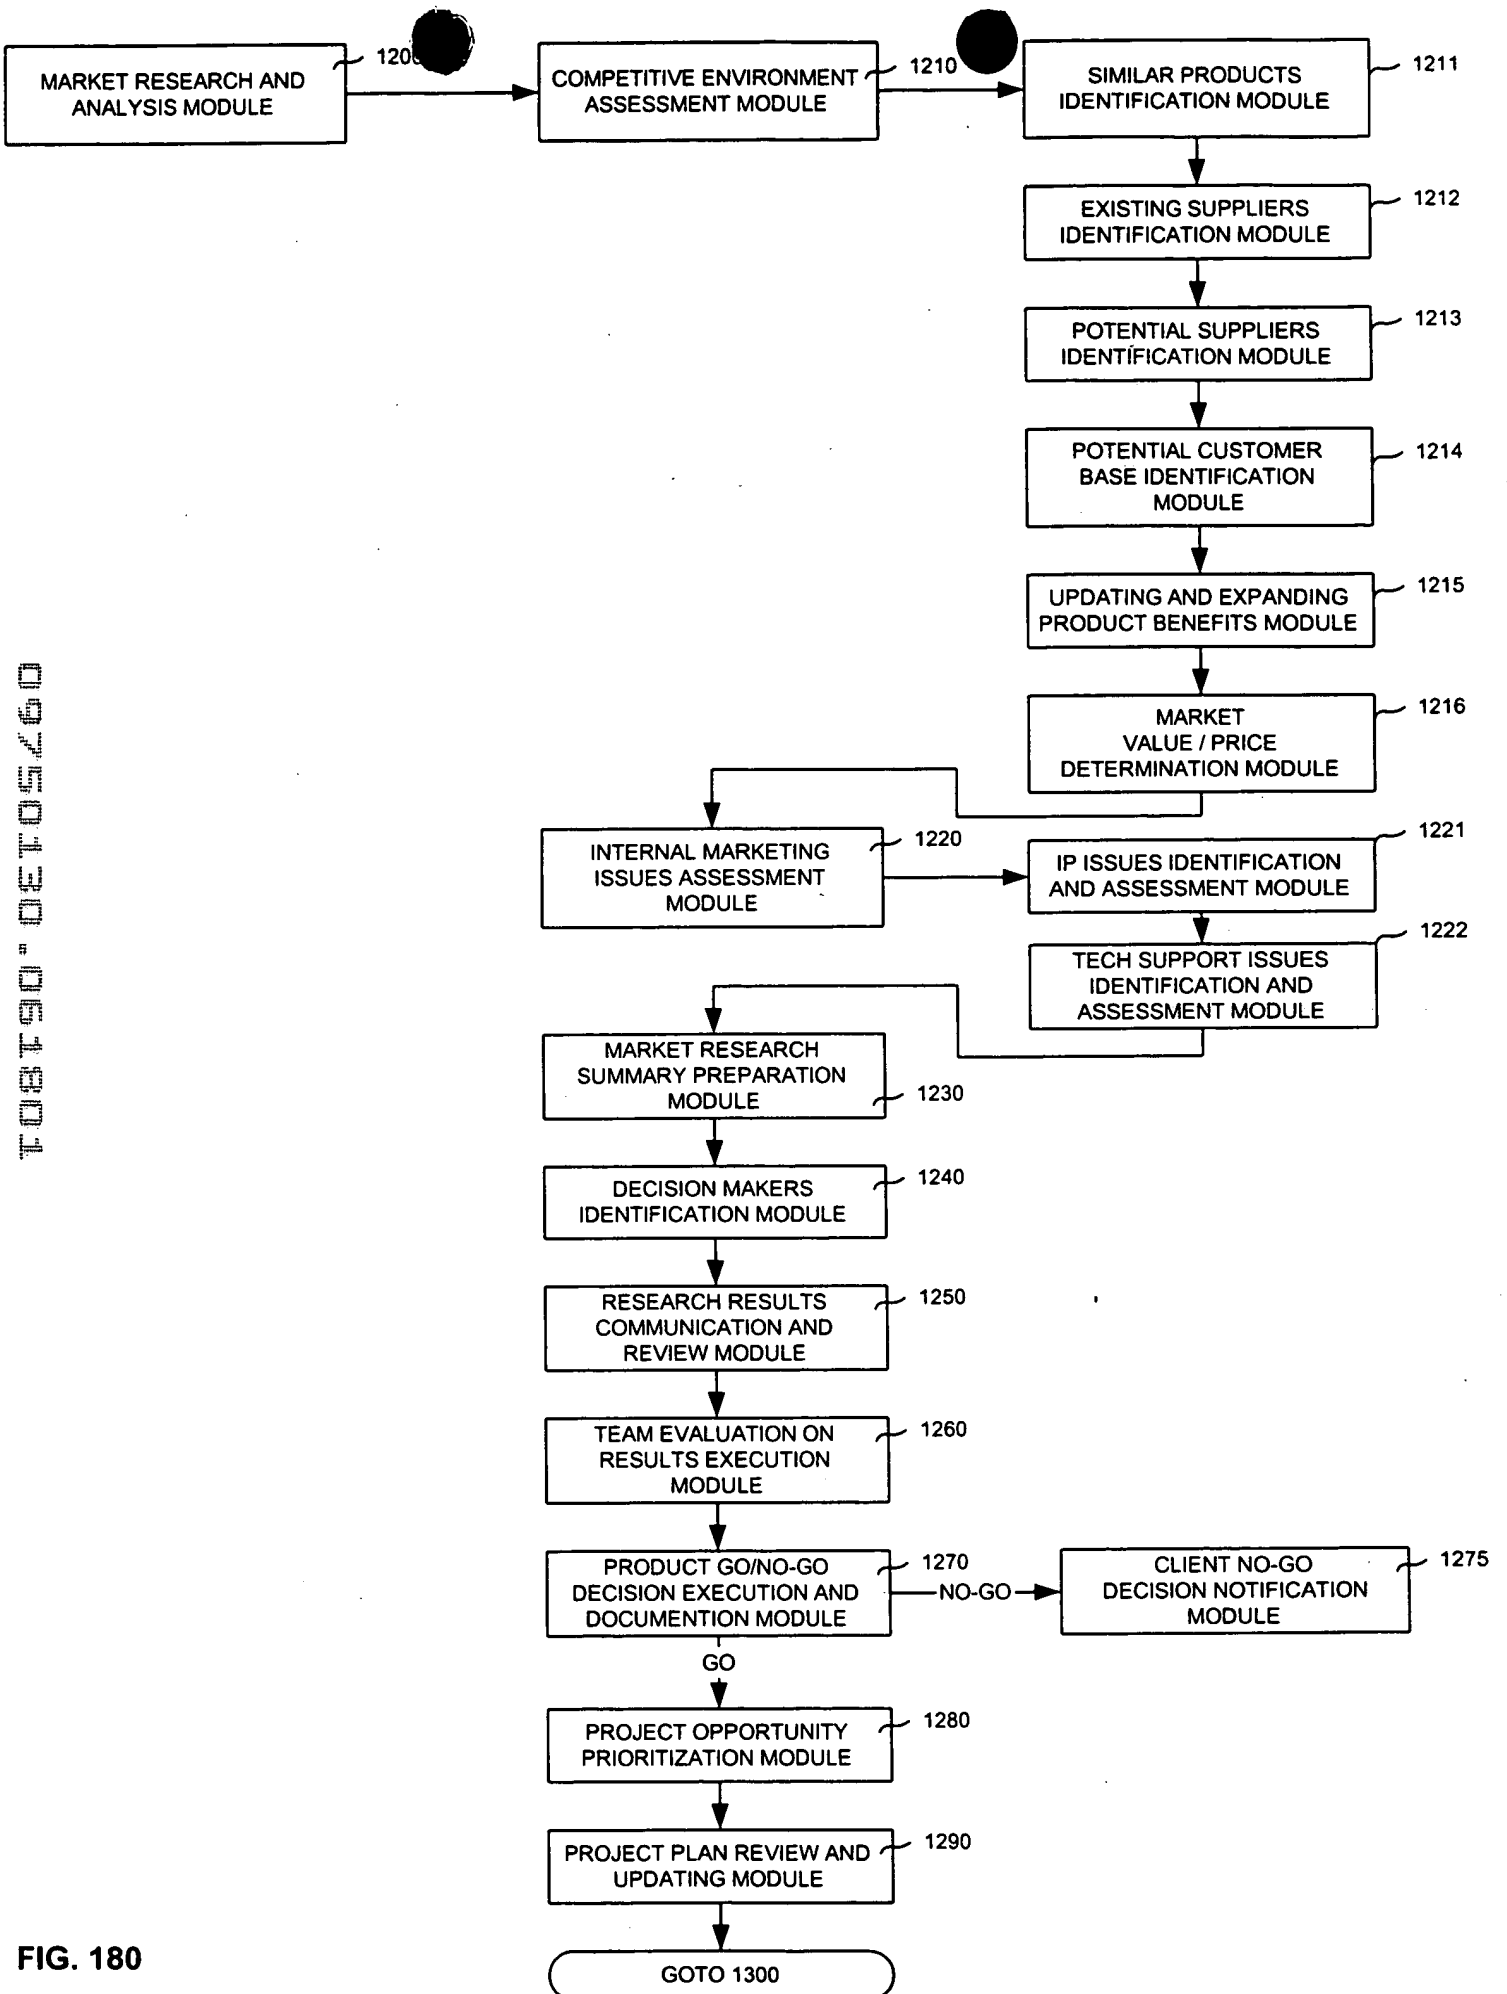 MARKET RESEARCH AND
ANALYSIS MODULE
COMPETITIVE ENVIRONMENT
ASSESSMENT MODULE
1210
SIMILAR PRODUCTS
IDENTIFICATION MODULE
1211
EXISTING SUPPLIERS
IDENTIFICATION MODULE
1212
POTENTIAL SUPPLIERS
IDENTIFICATION MODULE
1213
POTENTIAL CUSTOMER
BASE IDENTIFICATION
MODULE
1214
UPDATING AND EXPANDING
PRODUCT BENEFITS MODULE
1215
MARKET
VALUE / PRICE
DETERMINATION MODULE
1216
INTERNAL MARKETING
ISSUES ASSESSMENT
MODULE
1220
IP ISSUES IDENTIFICATION
AND ASSESSMENT MODULE
1221
TECH SUPPORT ISSUES
IDENTIFICATION AND
ASSESSMENT MODULE
1222
MARKET RESEARCH
SUMMARY PREPARATION
MODULE
1230
DECISION MAKERS
IDENTIFICATION MODULE
1240
RESEARCH RESULTS
COMMUNICATION AND
REVIEW MODULE
1250
TEAM EVALUATION ON
RESULTS EXECUTION
MODULE
1260
PRODUCT GO/NO-GO
DECISION EXECUTION AND
DOCUMENTION MODULE
1270
NO-GO
CLIENT NO-GO
DECISION NOTIFICATION
MODULE
1275
GO
PROJECT OPPORTUNITY
PRIORITIZATION MODULE
1280
PROJECT PLAN REVIEW AND
UPDATING MODULE
1290
GOTO 1300
FIG. 180
09750130.061801